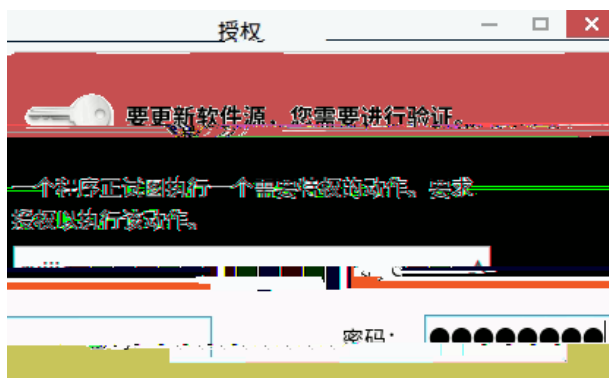 授权
要更新软件源，您需要进行验证。
一个程序正试图执行一个需要特权的动作。要求
授权以执行该动作。
密码：